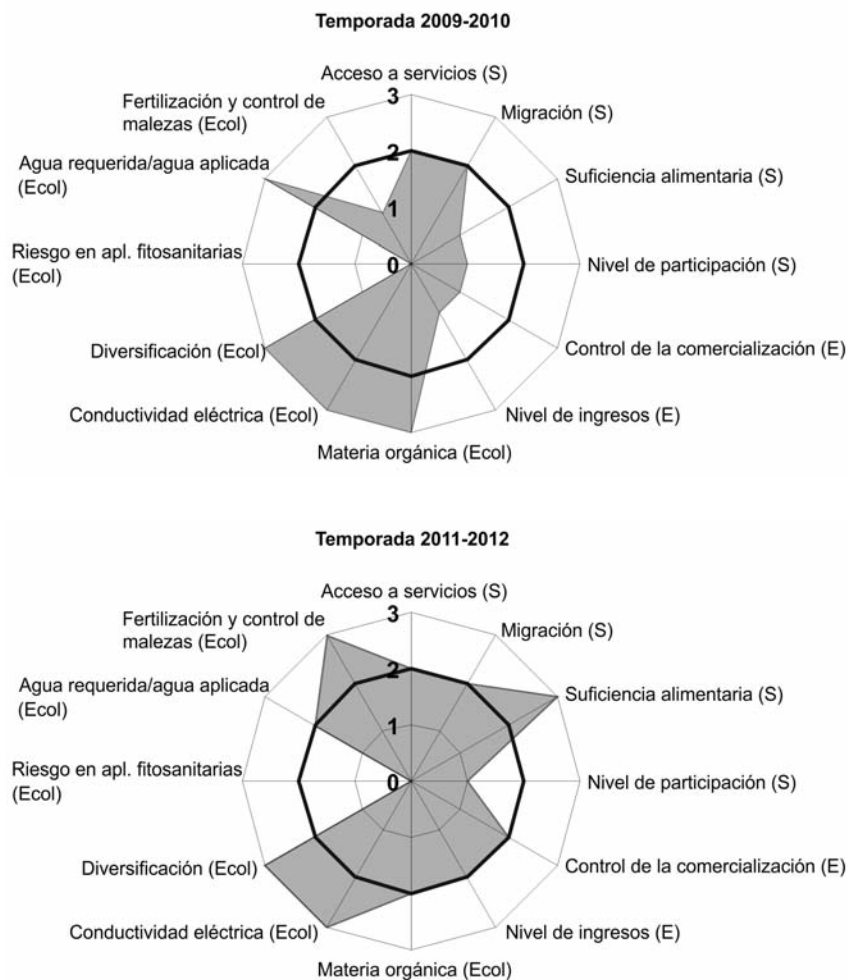 Temporada 2009-2010
Acceso a servicios (S)
3
Fertilización y control de
malezas (Ecol)
Migración (S)
2
Agua requerida/agua aplicada
(Ecol)
Suficiencia alimentaria (S)
1
Riesgo en apl. fitosanitarias
(Ecol)
0
Nivel de participación (S)
Diversificación (Ecol)
Control de la comercialización (E)
Conductividad eléctrica (Ecol)
Nivel de ingresos (E)
Materia orgánica (Ecol)
Temporada 2011-2012
Acceso a servicios (S)
3
Fertilización y control de
malezas (Ecol)
Migración (S)
2
Agua requerida/agua aplicada
(Ecol)
Suficiencia alimentaria (S)
1
Riesgo en apl. fitosanitarias
(Ecol)
0
Nivel de participación (S)
Diversificación (Ecol)
Control de la comercialización (E)
Conductividad eléctrica (Ecol)
Nivel de ingresos (E)
Materia orgánica (Ecol)